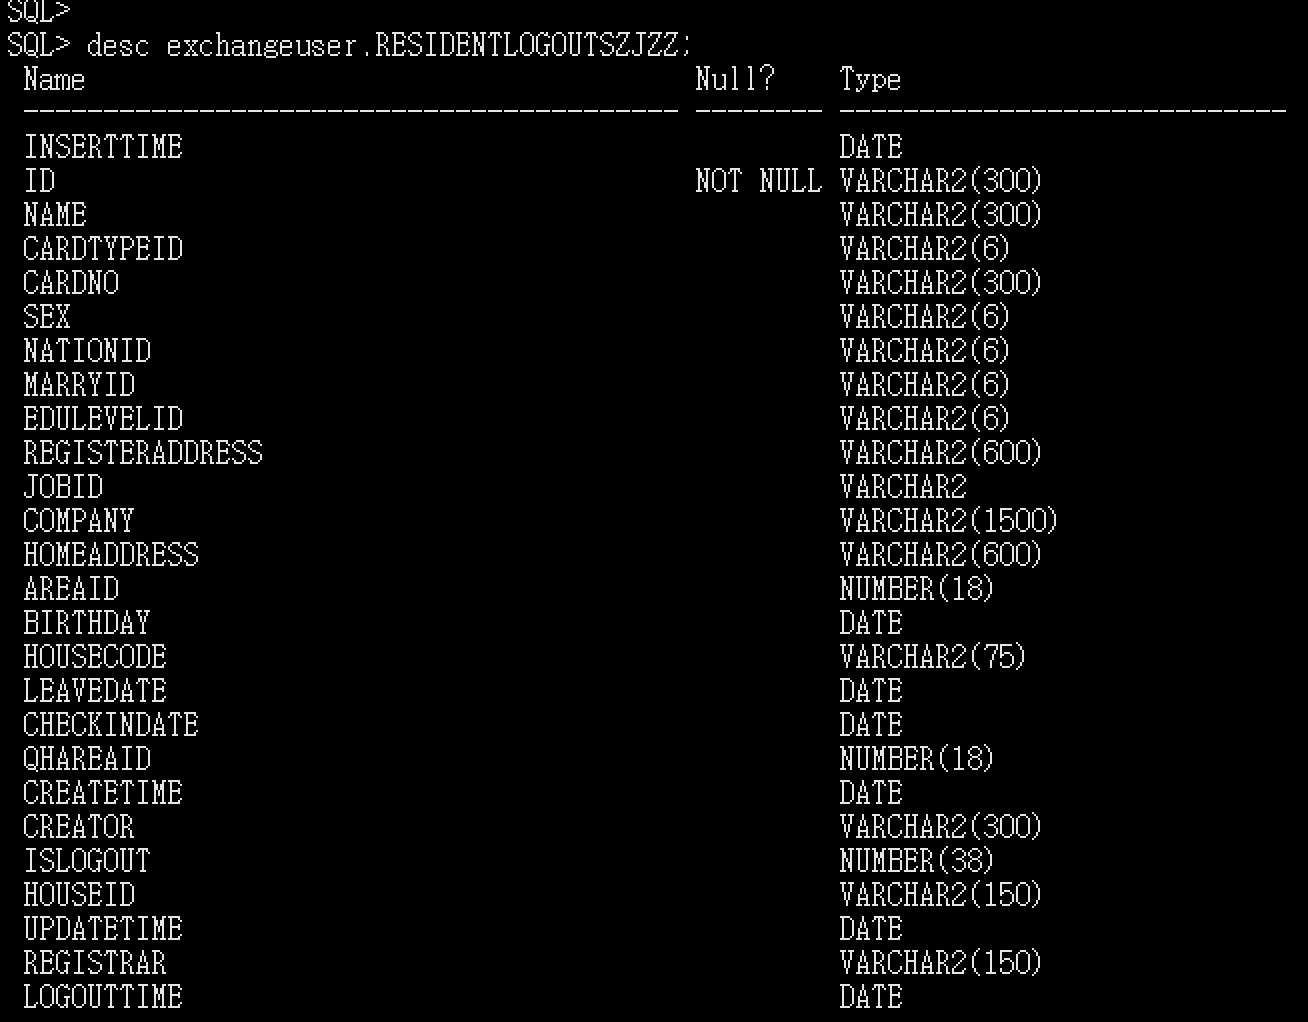 SQL>
SQL> desc exchangeuser.RESIDENTLOGOUTSZJZZ;
Name Null? Type
----------------------------------------- -------- ----------------------------
INSERTTIME DATE
ID NOT NULL VARCHAR2(300)
NAME VARCHAR2(300)
CARDTYPEID VARCHAR2(6)
CARDNO VARCHAR2(300)
SEX VARCHAR2(6)
NATIONID VARCHAR2(6)
MARRYID VARCHAR2(6)
EDULEVELID VARCHAR2(6)
REGISTERADDRESS VARCHAR2(600)
JOBID VARCHAR2
COMPANY VARCHAR2(1500)
HOMEADDRESS VARCHAR2(600)
AREAID NUMBER(18)
BIRTHDAY DATE
HOUSECODE VARCHAR2(75)
LEAVEDATE DATE
CHECKINDATE DATE
QHAREAID NUMBER(18)
CREATETIME DATE
CREATOR VARCHAR2(300)
ISLOGOUT NUMBER(38)
HOUSEID VARCHAR2(150)
UPDATETIME DATE
REGISTRAR VARCHAR2(150)
LOGOUTTIME DATE